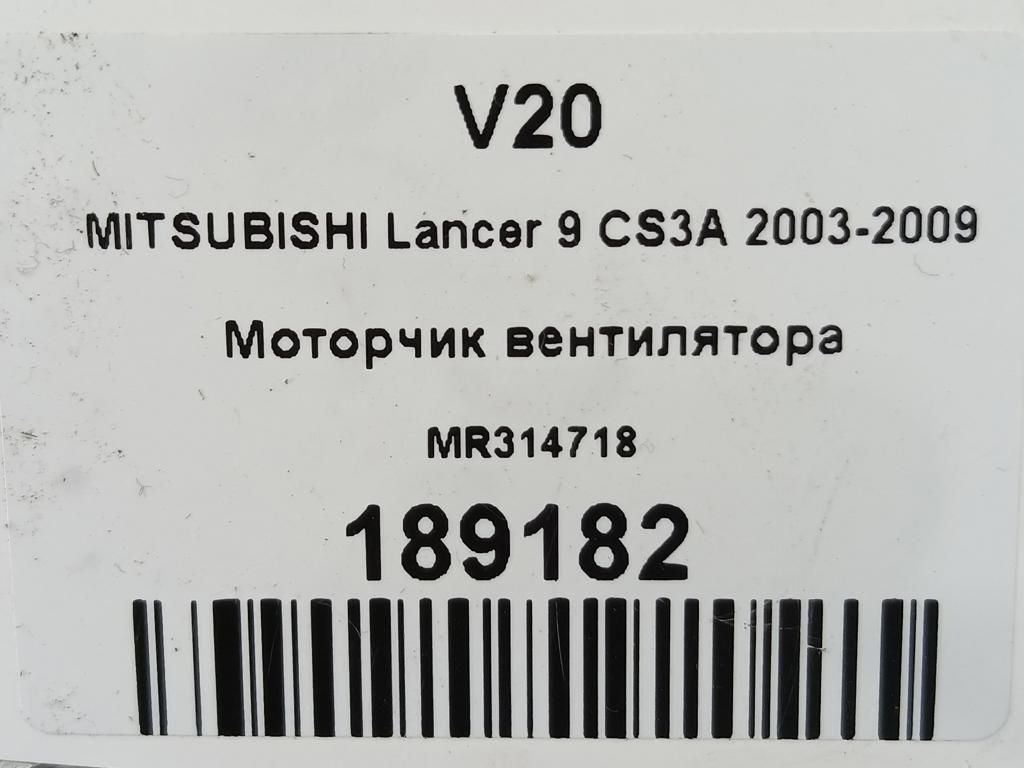 V20
MITSUBISHI Lancer 9 CS3A 2003-2009
Моторчик вентилятора
MR314718
189182